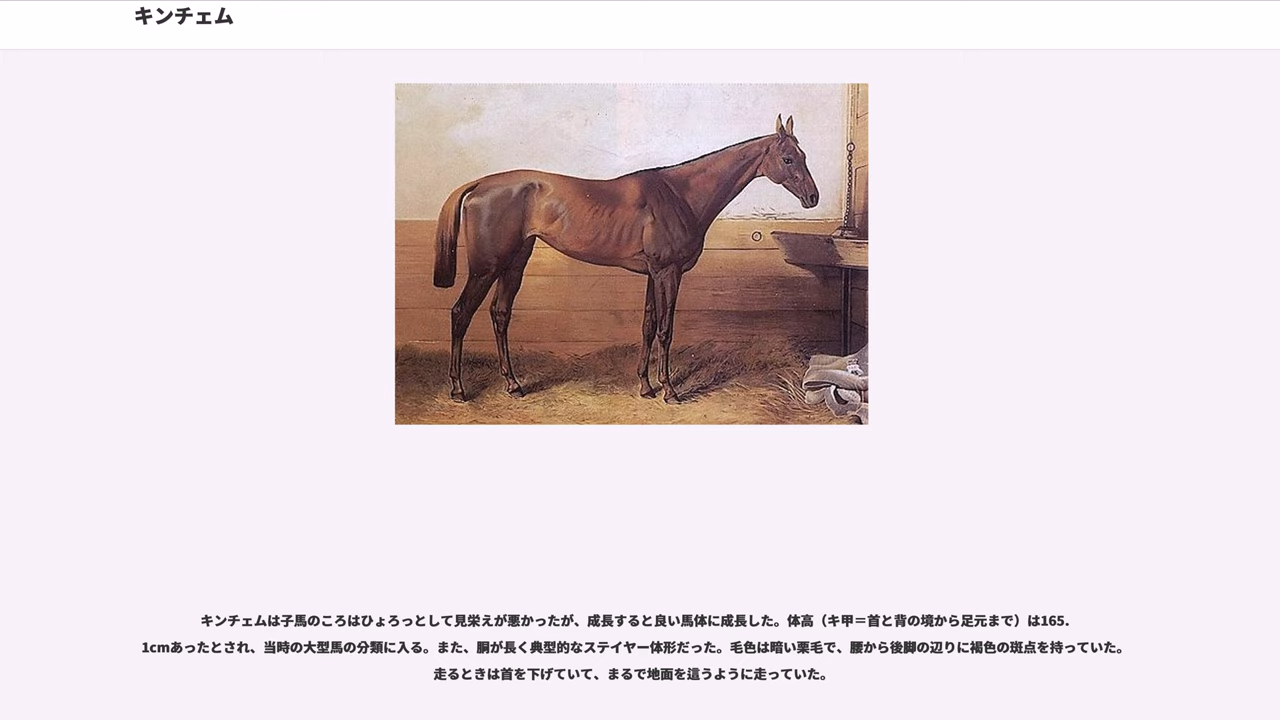 キンチェム
キンチェムは子馬のころはひょろっとして見栄えが悪かったが、成長すると良い馬体に成長した。体高（キ甲＝首と背の境から足元まで）は165.
1cmあったとされ、当時の大型馬の分類に入る。また、胴が長く典型的なステイヤー体形だった。毛色は暗い栗毛で、腰から後脚の辺りに褐色の斑点を持っていた。
走るときは首を下げていて、まるで地面を這うように走っていた。